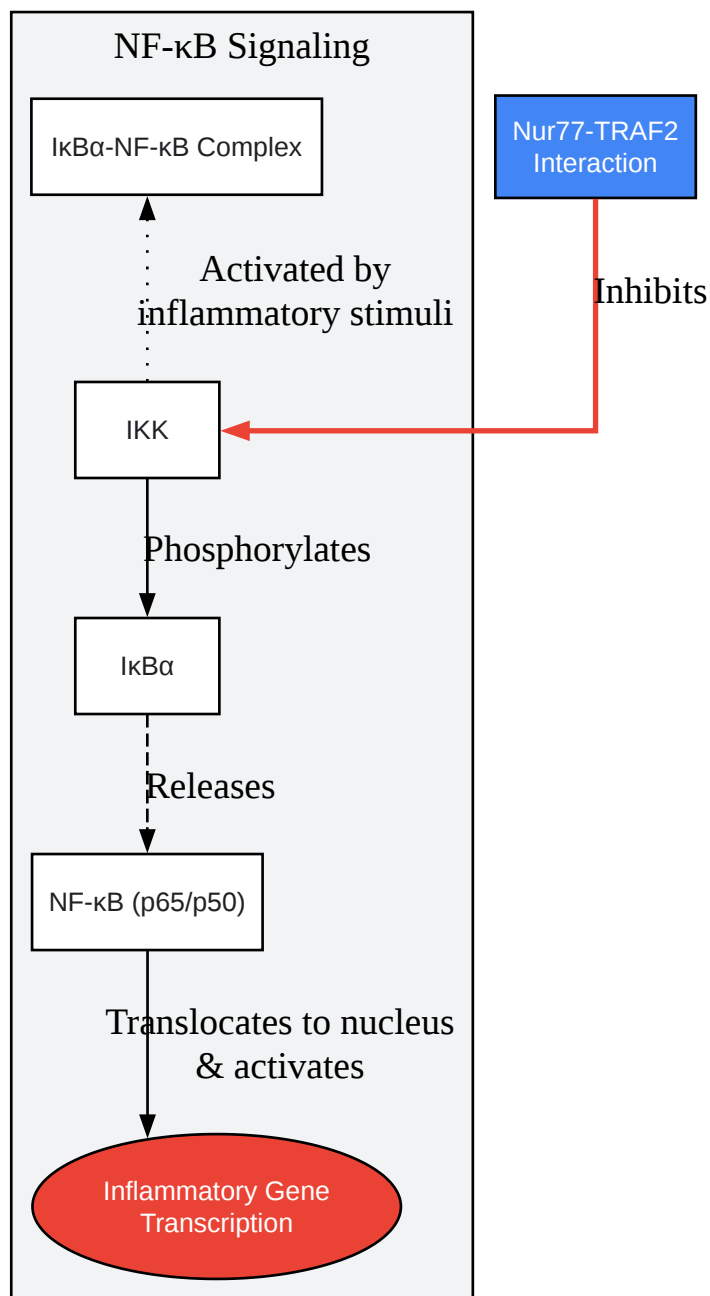 NF-κB Signaling
IκBα-NF-κB Complex
Nur77-TRAF2
Interaction
Activated by
inflammatory stimuli
Inhibits
IKK
Phosphorylates
IκBα
Releases
NF-κB (p65/p50)
Translocates to nucleus
& activates
Inflammatory Gene
Transcription